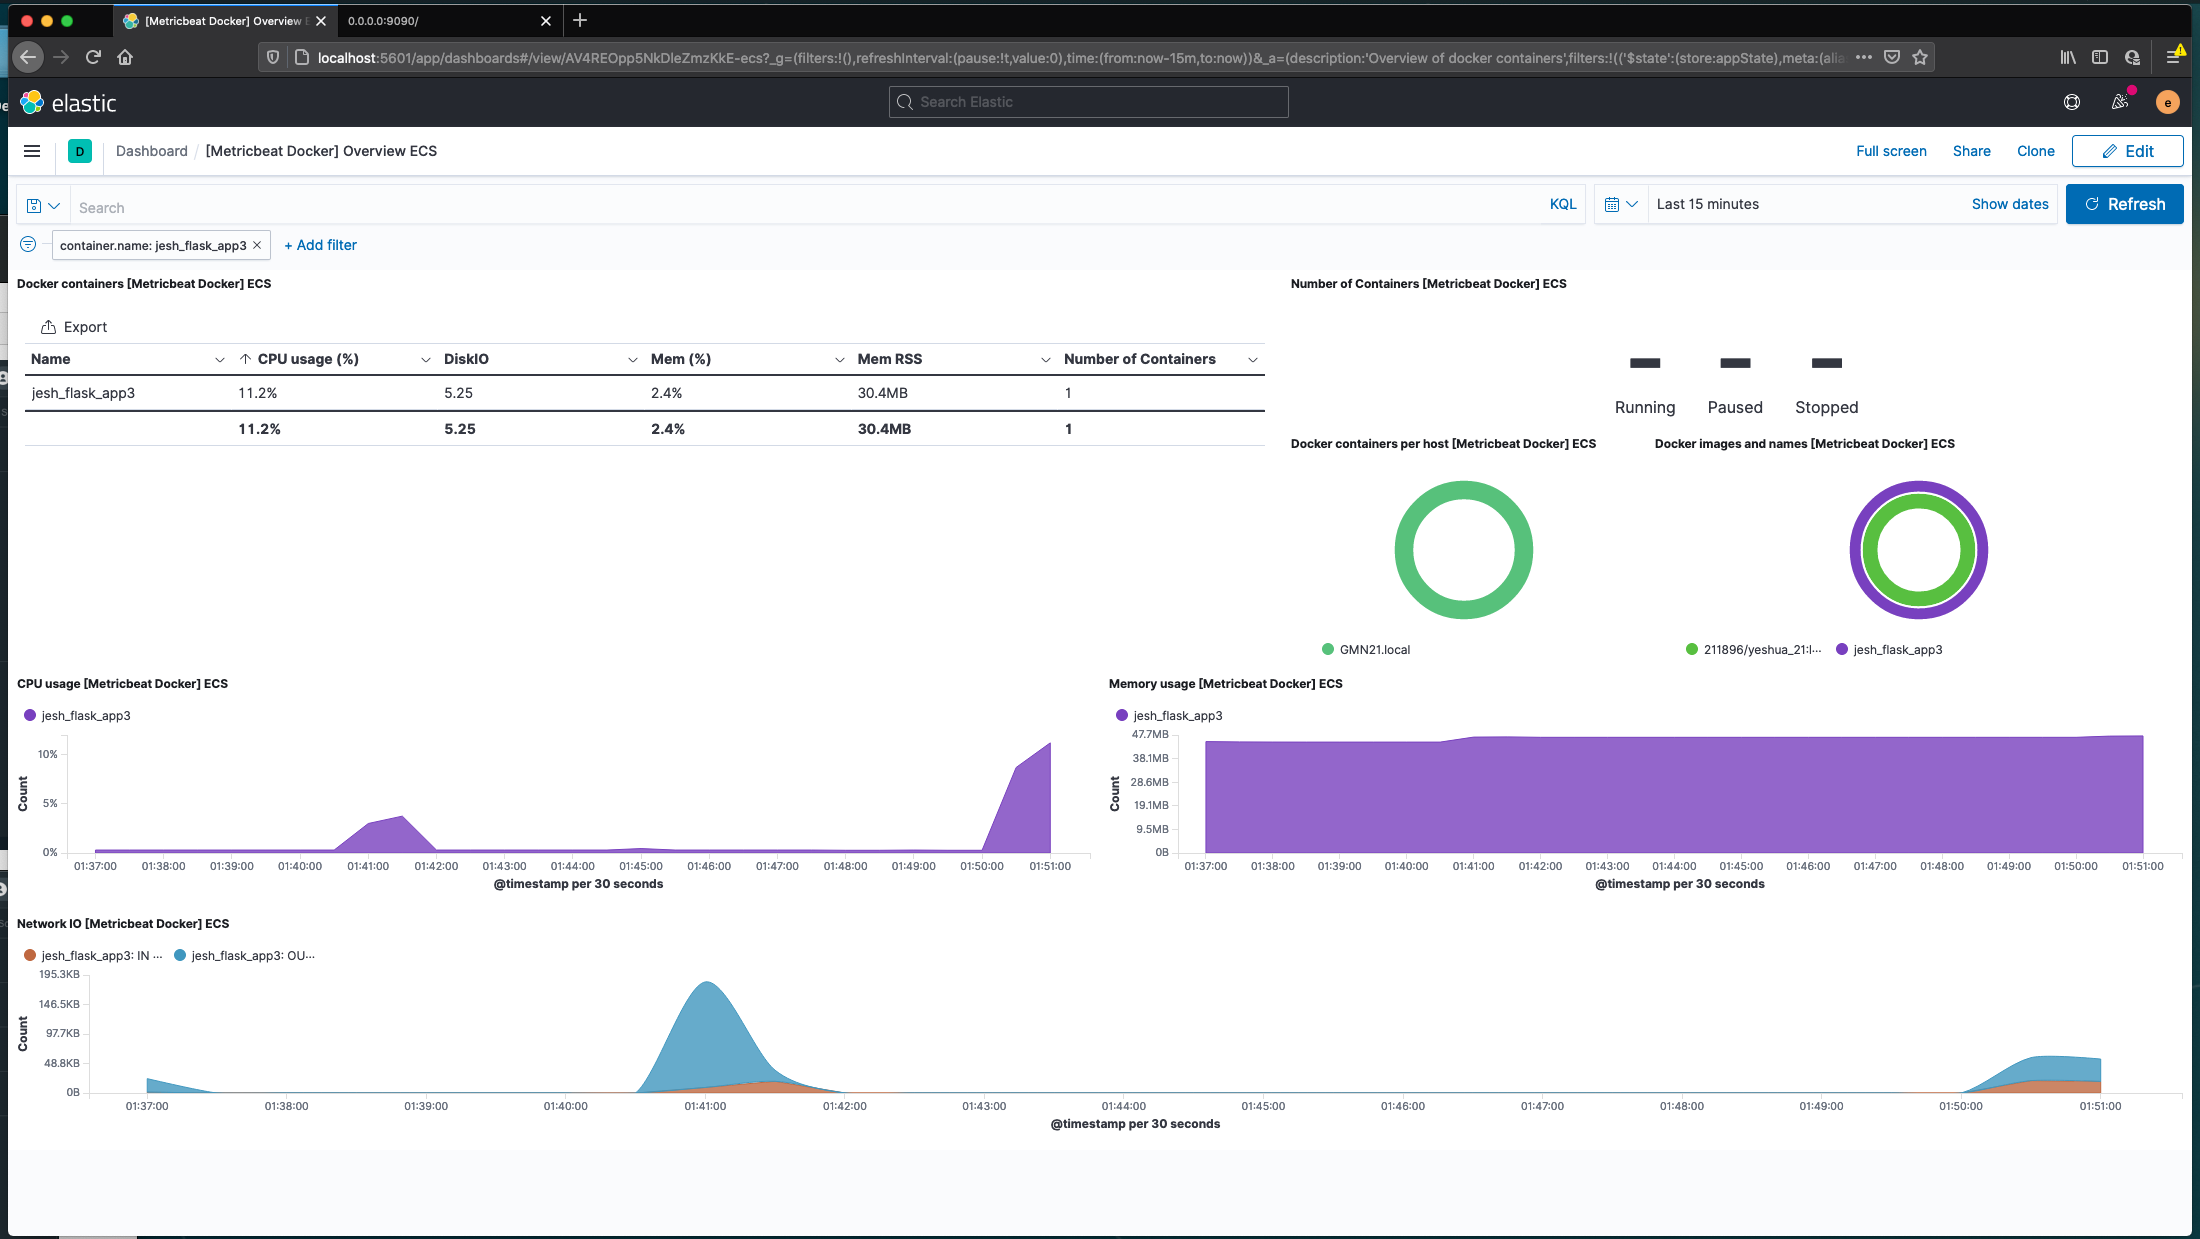 [Metricbeat Docker] Overview E
0.0.0.0:9090/
localhost:5601/app/dashboards#/view/AV4REOpp5NkDleZmzKkE-ecs?_g=(filters:!(),refreshInterval:(pause:!t,value:0),time:(from:now-15m,to:now))&_a=(description:'Overview of docker containers',filters:!(('$state':(store:appState),meta:(alia
elastic
Search Elastic
e
D
Dashboard / [Metricbeat Docker] Overview ECS
Full screen Share Clone Edit
Search KQL
Last 15 minutes Show dates Refresh
container.name: jesh_flask_app3 × + Add filter
Docker containers [Metricbeat Docker] ECS
Export
Name CPU usage (%) DiskIO Mem (%) Mem RSS Number of Containers
jesh_flask_app3 11.2% 5.25 2.4% 30.4MB 1
11.2% 5.25 2.4% 30.4MB 1
Number of Containers [Metricbeat Docker] ECS
Running Paused Stopped
Docker containers per host [Metricbeat Docker] ECS
GMN21.local
Docker images and names [Metricbeat Docker] ECS
211896/yeshua_21:l... jesh_flask_app3
CPU usage [Metricbeat Docker] ECS
jesh_flask_app3
Count
10%
5%
0%
01:37:00 01:38:00 01:39:00 01:40:00 01:41:00 01:42:00 01:43:00 01:44:00 01:45:00 01:46:00 01:47:00 01:48:00 01:49:00 01:50:00 01:51:00
@timestamp per 30 seconds
Memory usage [Metricbeat Docker] ECS
jesh_flask_app3
Count
47.7MB
38.1MB
28.6MB
19.1MB
9.5MB
0B
01:37:00 01:38:00 01:39:00 01:40:00 01:41:00 01:42:00 01:43:00 01:44:00 01:45:00 01:46:00 01:47:00 01:48:00 01:49:00 01:50:00 01:51:00
@timestamp per 30 seconds
Network IO [Metricbeat Docker] ECS
jesh_flask_app3: IN ... jesh_flask_app3: OU...
Count
195.3KB
146.5KB
97.7KB
48.8KB
0B
01:37:00 01:38:00 01:39:00 01:40:00 01:41:00 01:42:00 01:43:00 01:44:00 01:45:00 01:46:00 01:47:00 01:48:00 01:49:00 01:50:00 01:51:00
@timestamp per 30 seconds